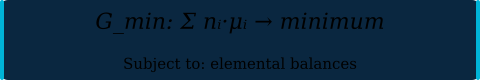 G_min: Σ nᵢ·μᵢ → minimum
Subject to: elemental balances